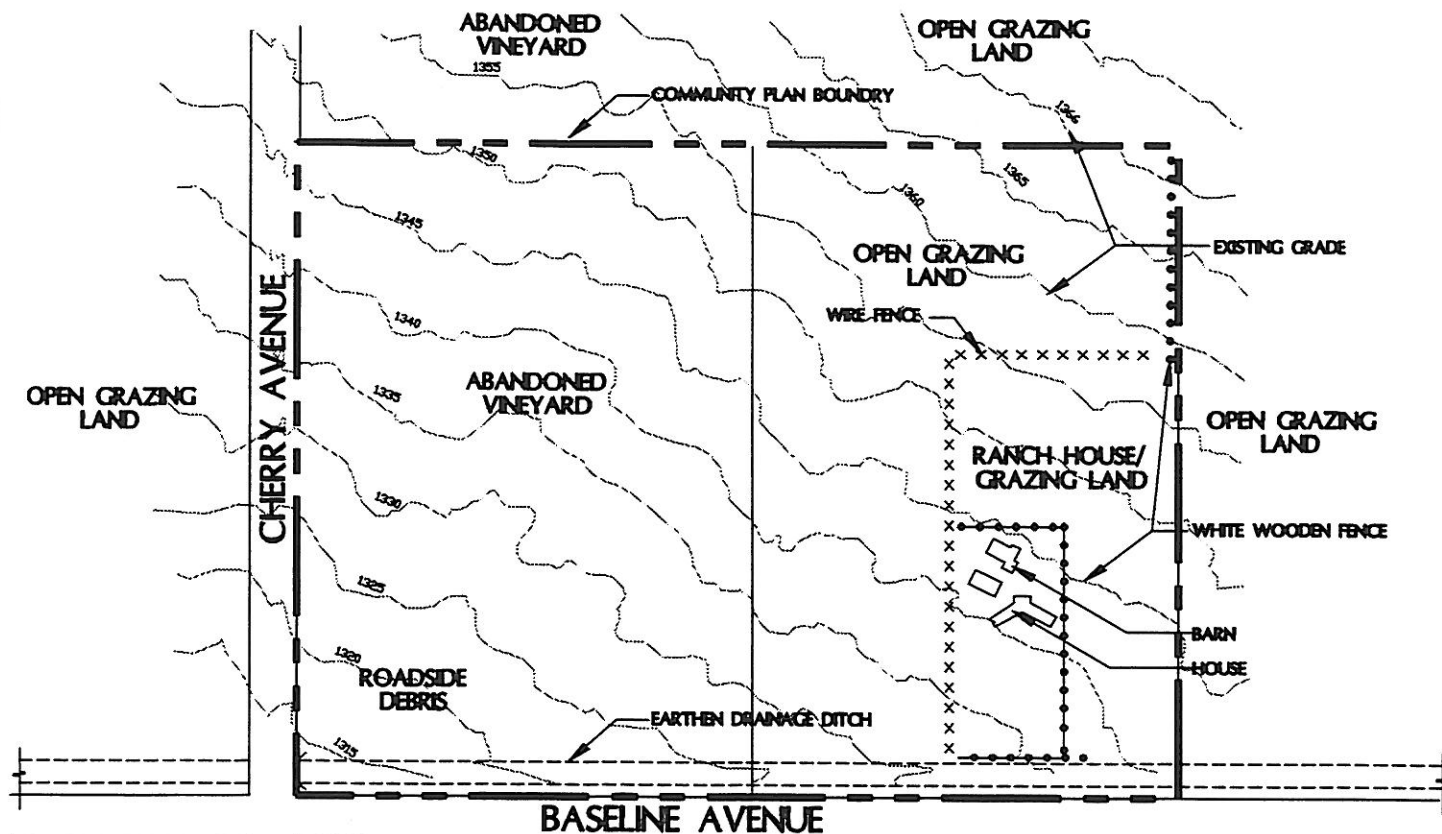 ABANDONED
VINEYARD
OPEN GRAZING
LAND
1355
COMMUNITY PLAN BOUNDRY
1366
1350
1365
1360
1345
EXISTING GRADE
OPEN GRAZING
LAND
WIRE FENCE
1340
CHERRY AVENUE
OPEN GRAZING
LAND
1335
ABANDONED
VINEYARD
OPEN GRAZING
LAND
RANCH HOUSE/
GRAZING LAND
1330
WHITE WOODEN FENCE
1325
BARN
1320
HOUSE
ROADSIDE
DEBRIS
EARTHEN DRAINAGE DITCH
1315
BASELINE AVENUE